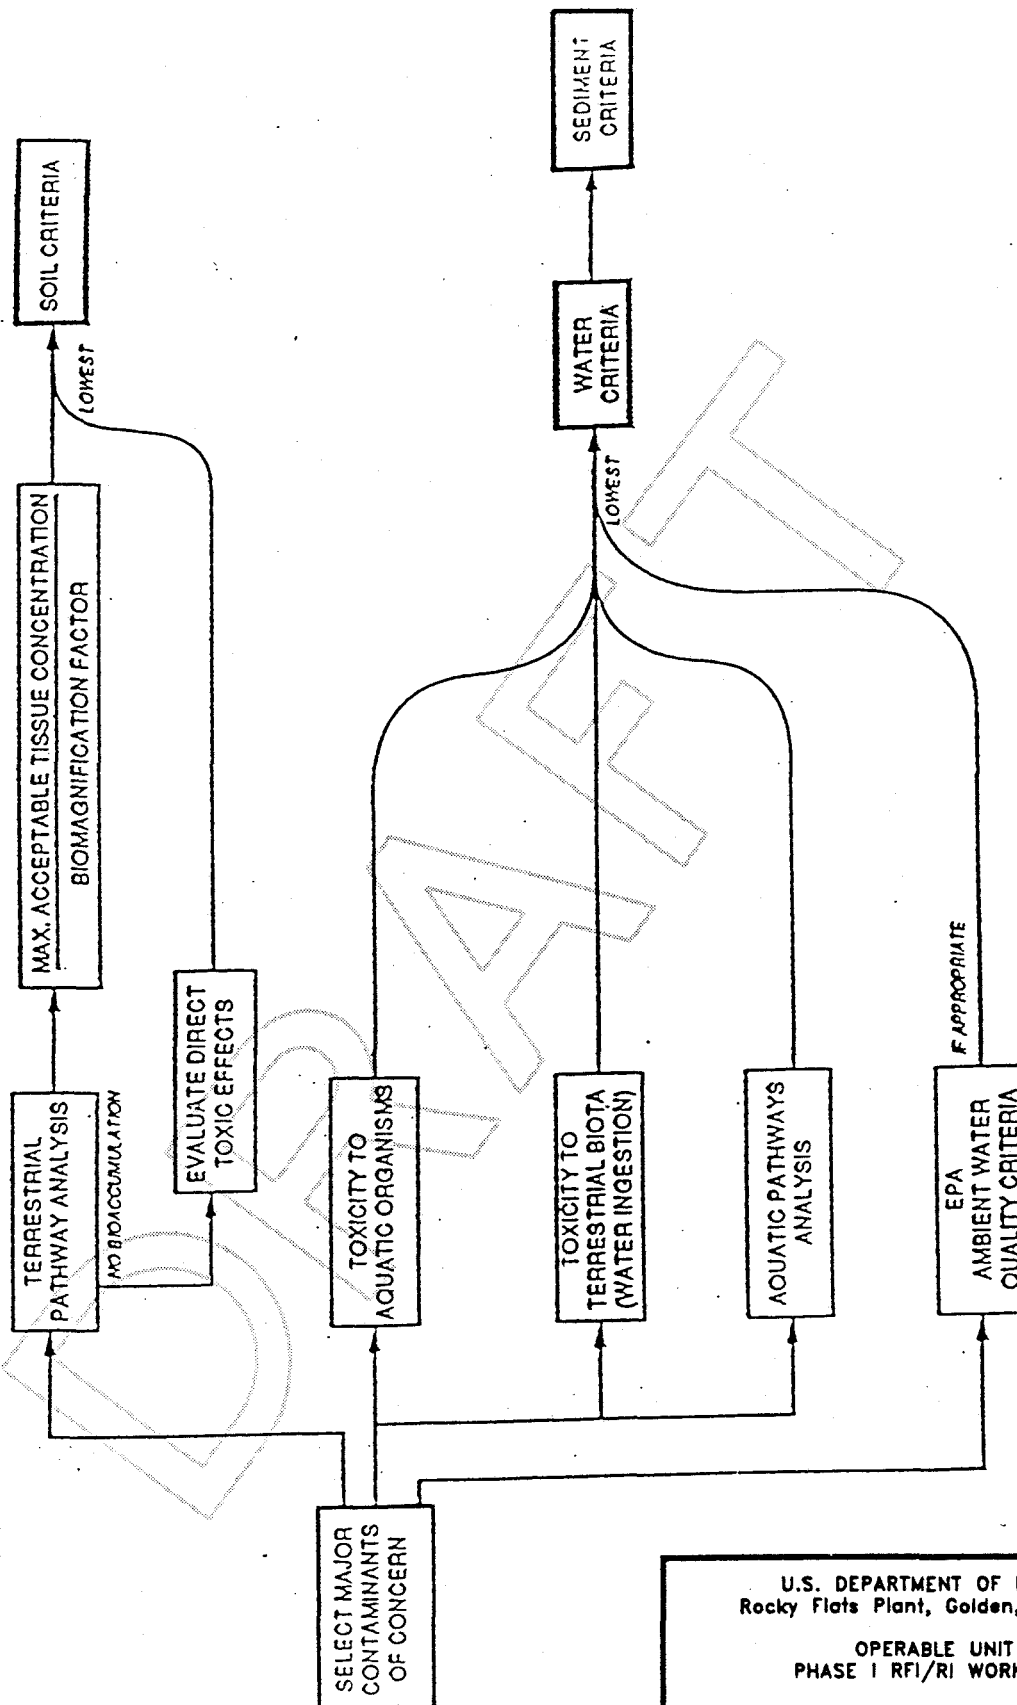 SELECT MAJOR
CONTAMINANTS
OF CONCERN
TERRESTRIAL
PATHWAY ANALYSIS
NO BIOACCUMULATION
MAX. ACCEPTABLE TISSUE CONCENTRATION
BIOMAGNIFICATION FACTOR
EVALUATE DIRECT
TOXIC EFFECTS
LOWEST
SOIL CRITERIA
TOXICITY TO
AQUATIC ORGANISMS
TOXICITY TO
TERRESTRIAL BIOTA
(WATER INGESTION)
AQUATIC PATHWAYS
ANALYSIS
EPA
AMBIENT WATER
QUALITY CRITERIA
IF APPROPRIATE
LOWEST
WATER
CRITERIA
SEDIMENT
CRITERIA
DRAFT
U.S. DEPARTMENT OF
Rocky Flats Plant, Golden,
OPERABLE UNIT
PHASE I RFI/RI WORK